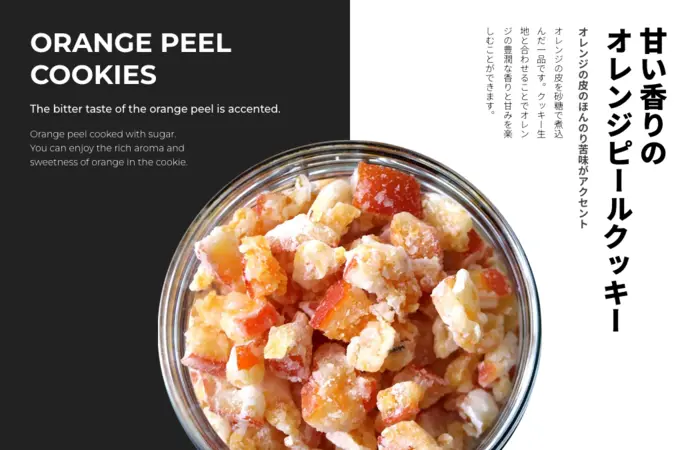 ORANGE PEEL
COOKIES
The bitter taste of the orange peel is accented.
Orange peel cooked with sugar.
You can enjoy the rich aroma and
sweetness of orange in the cookie.
甘い香りの
オレンジピールクッキー
オレンジの皮のほんのり苦味がアクセント
オレンジの皮を砂糖で煮込
んだ一品です。クッキー生
地と合わせることでオレン
ジの豊潤な香りと甘みを楽
しむことができます。